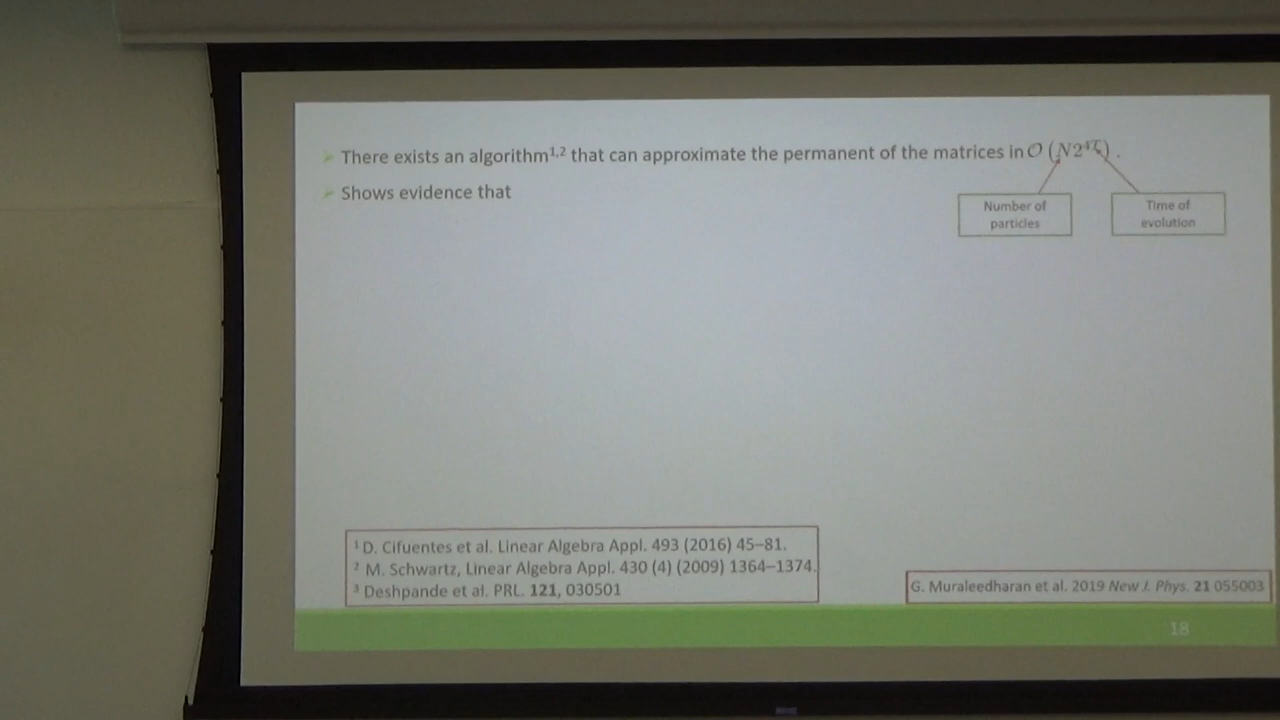 There exists an algorithm1,2 that can approximate the permanent of the matrices in O (N2^4τ) .
Shows evidence that
Number of
particles
Time of
evolution
1 D. Cifuentes et al. Linear Algebra Appl. 493 (2016) 45–81.
2 M. Schwartz, Linear Algebra Appl. 430 (4) (2009) 1364–1374.
3 Deshpande et al. PRL. 121, 030501
G. Muraleedharan et al. 2019 New J. Phys. 21 055003
18